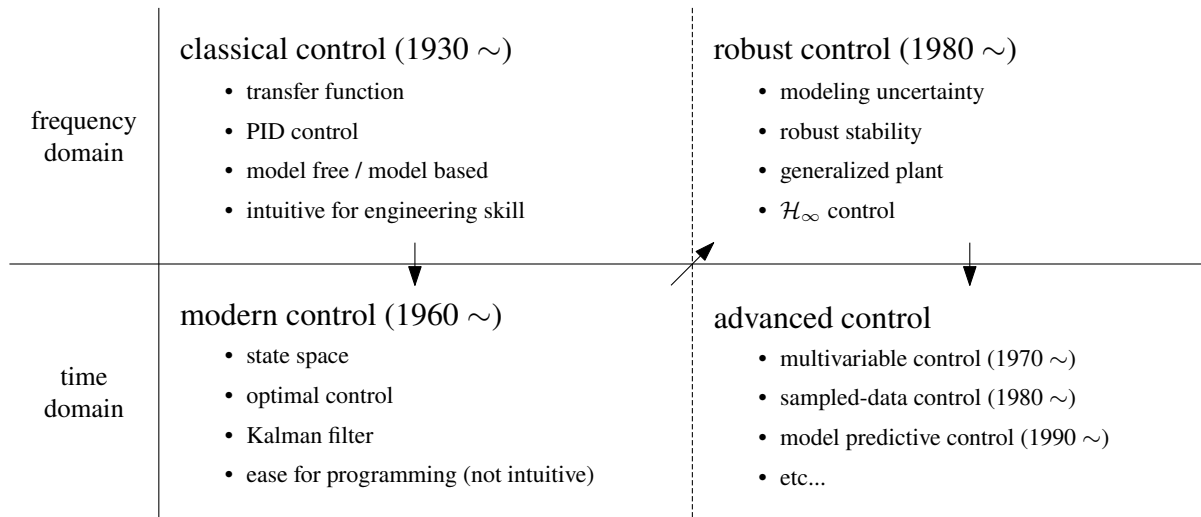 classical control (1930 ∼)
• transfer function
• PID control
• model free / model based
• intuitive for engineering skill
robust control (1980 ∼)
• modeling uncertainty
• robust stability
• generalized plant
• ℋ∞ control
frequency
domain
modern control (1960 ∼)
• state space
• optimal control
• Kalman filter
• ease for programming (not intuitive)
advanced control
• multivariable control (1970 ∼)
• sampled-data control (1980 ∼)
• model predictive control (1990 ∼)
• etc...
time
domain